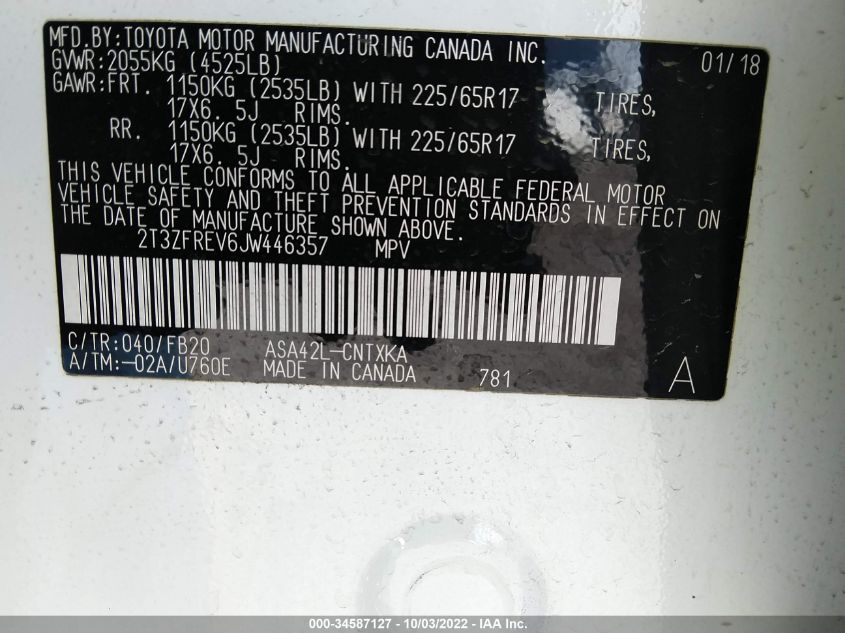 MFD.BY:TOYOTA MOTOR MANUFACTURING CANADA INC. 01/18
GVWR:2055KG (4525LB)
GAWR:FRT. 1150KG (2535LB) WITH 225/65R17 TIRES,
17X6. 5J RIMS.
RR. 1150KG (2535LB) WITH 225/65R17 TIRES,
17X6. 5J RIMS.
THIS VEHICLE CONFORMS TO ALL APPLICABLE FEDERAL MOTOR
VEHICLE SAFETY AND THEFT PREVENTION STANDARDS IN EFFECT ON
THE DATE OF MANUFACTURE SHOWN ABOVE.
2T3ZFREV6JW446357 MPV
C/TR:040/FB20 ASA42L-CNTXKA
A/TM:-02A/U760E MADE IN CANADA 781 A
000-34587127 - 10/03/2022 - IAA Inc.